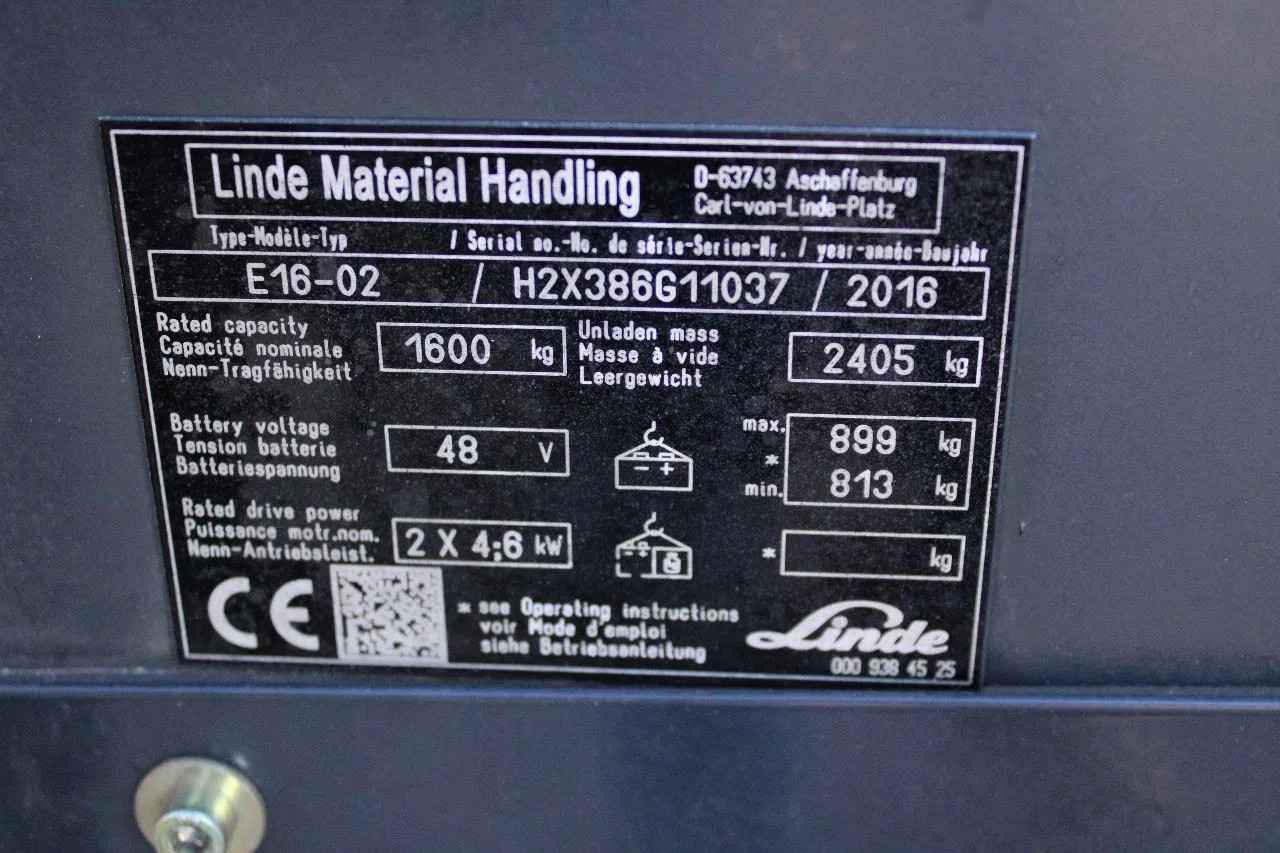 Linde Material Handling
D-63743 Aschaffenburg
Carl-von-Linde-Platz
Type-Modèle-Typ / Serial no.-No. de série-Serien-Nr. / year-année-Baujahr
E16-02 / H2X386G11037 / 2016
Rated capacity
Capacité nominale
Nenn-Tragfähigkeit
1600 kg
Unladen mass
Masse à vide
Leergewicht
2405 kg
Battery voltage
Tension batterie
Batteriespannung
48 V
- +
max. 899 kg
*
min. 813 kg
Rated drive power
Puissance motr.nom.
Nenn-Antriebsleist.
2 X 4;6 kW
- +
* kg
CE
* see Operating instructions
voir Mode d'emploi
siehe Betriebsanleitung
Linde
000 938 45 25